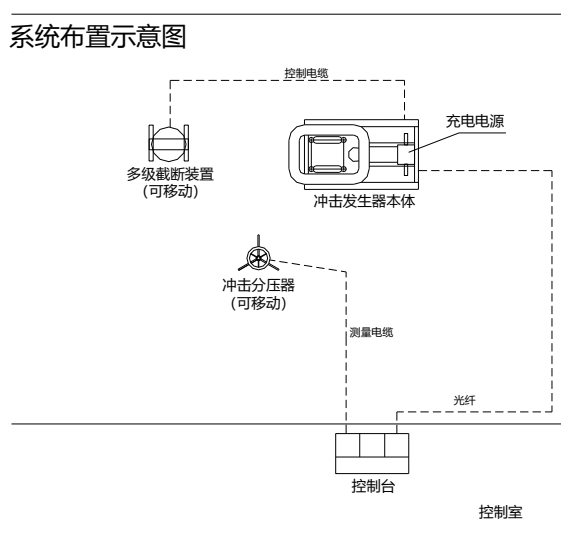 系统布置示意图
控制电缆
充电电源
多级截断装置
(可移动)
冲击发生器本体
冲击分压器
(可移动)
测量电缆
光纤
控制台
控制室